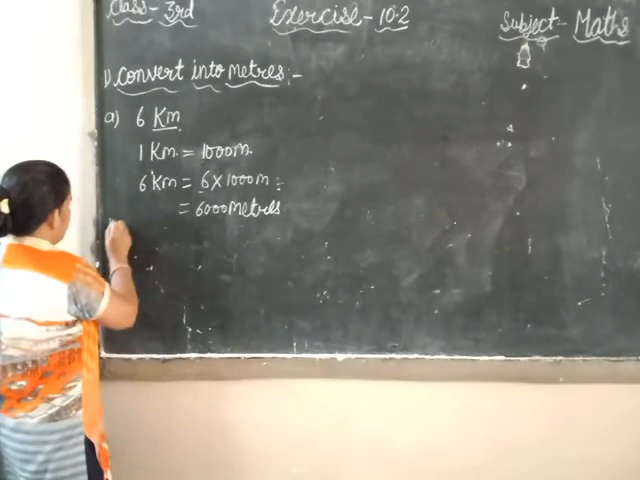 Class - 3rd Exercise - 10.2 Subject - Maths
1). Convert into metres :-
a) 6 Km
1 Km. = 1000m.
6 Km = 6 X 1000m =
= 6000 metres